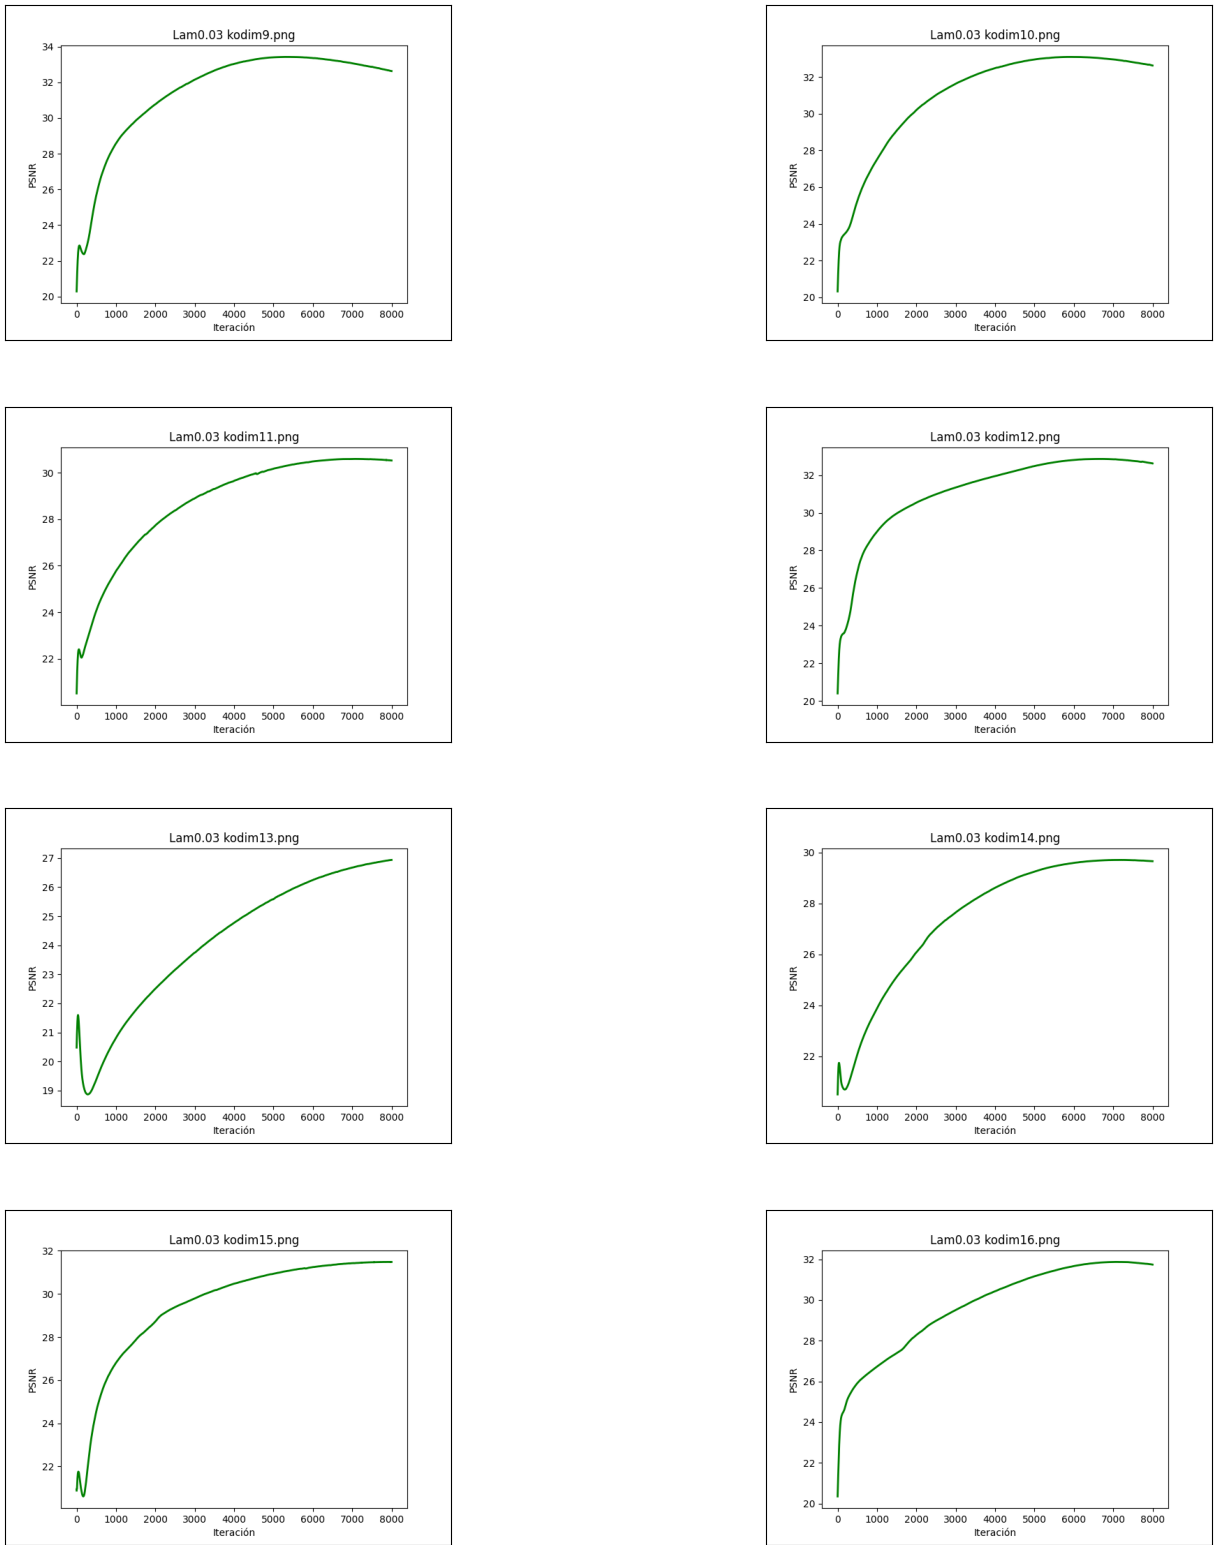 Lam0.03 kodim9.png
34
32
30
28
26
24
22
20
PSNR
0 1000 2000 3000 4000 5000 6000 7000 8000
Iteración
Lam0.03 kodim10.png
32
30
28
26
24
22
20
PSNR
0 1000 2000 3000 4000 5000 6000 7000 8000
Iteración
Lam0.03 kodim11.png
30
28
26
24
22
PSNR
0 1000 2000 3000 4000 5000 6000 7000 8000
Iteración
Lam0.03 kodim12.png
32
30
28
26
24
22
20
PSNR
0 1000 2000 3000 4000 5000 6000 7000 8000
Iteración
Lam0.03 kodim13.png
27
26
25
24
23
22
21
20
19
PSNR
0 1000 2000 3000 4000 5000 6000 7000 8000
Iteración
Lam0.03 kodim14.png
30
28
26
24
22
PSNR
0 1000 2000 3000 4000 5000 6000 7000 8000
Iteración
Lam0.03 kodim15.png
32
30
28
26
24
22
PSNR
0 1000 2000 3000 4000 5000 6000 7000 8000
Iteración
Lam0.03 kodim16.png
32
30
28
26
24
22
20
PSNR
0 1000 2000 3000 4000 5000 6000 7000 8000
Iteración